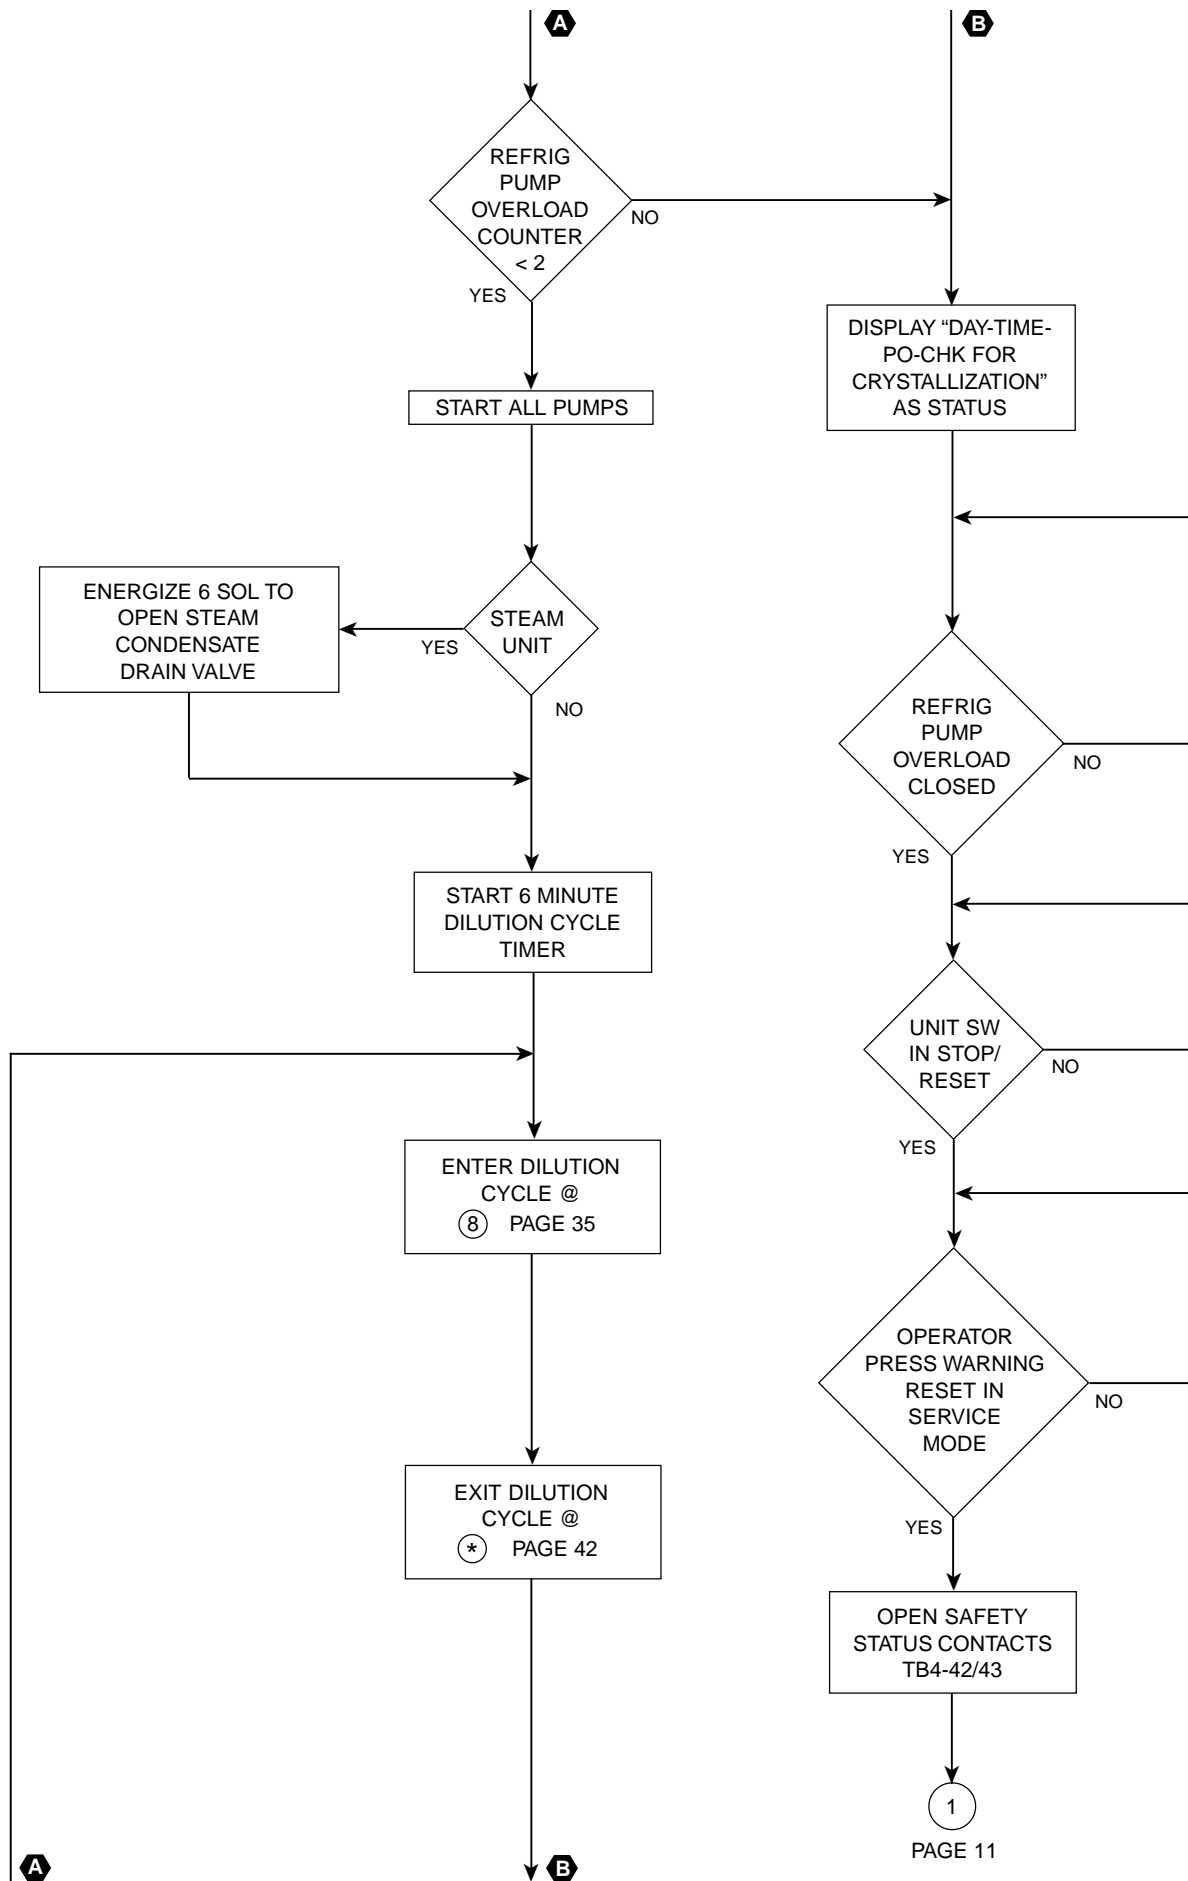 A
B
REFRIG
PUMP
OVERLOAD
COUNTER
< 2
NO
YES
DISPLAY “DAY-TIME-
PO-CHK FOR
CRYSTALLIZATION”
AS STATUS
START ALL PUMPS
ENERGIZE 6 SOL TO
OPEN STEAM
CONDENSATE
DRAIN VALVE
STEAM
UNIT
YES
NO
REFRIG
PUMP
OVERLOAD
CLOSED
NO
YES
START 6 MINUTE
DILUTION CYCLE
TIMER
UNIT SW
IN STOP/
RESET
NO
YES
ENTER DILUTION
CYCLE @
8 PAGE 35
OPERATOR
PRESS WARNING
RESET IN
SERVICE
MODE
NO
YES
EXIT DILUTION
CYCLE @
* PAGE 42
OPEN SAFETY
STATUS CONTACTS
TB4-42/43
1
PAGE 11
A
B